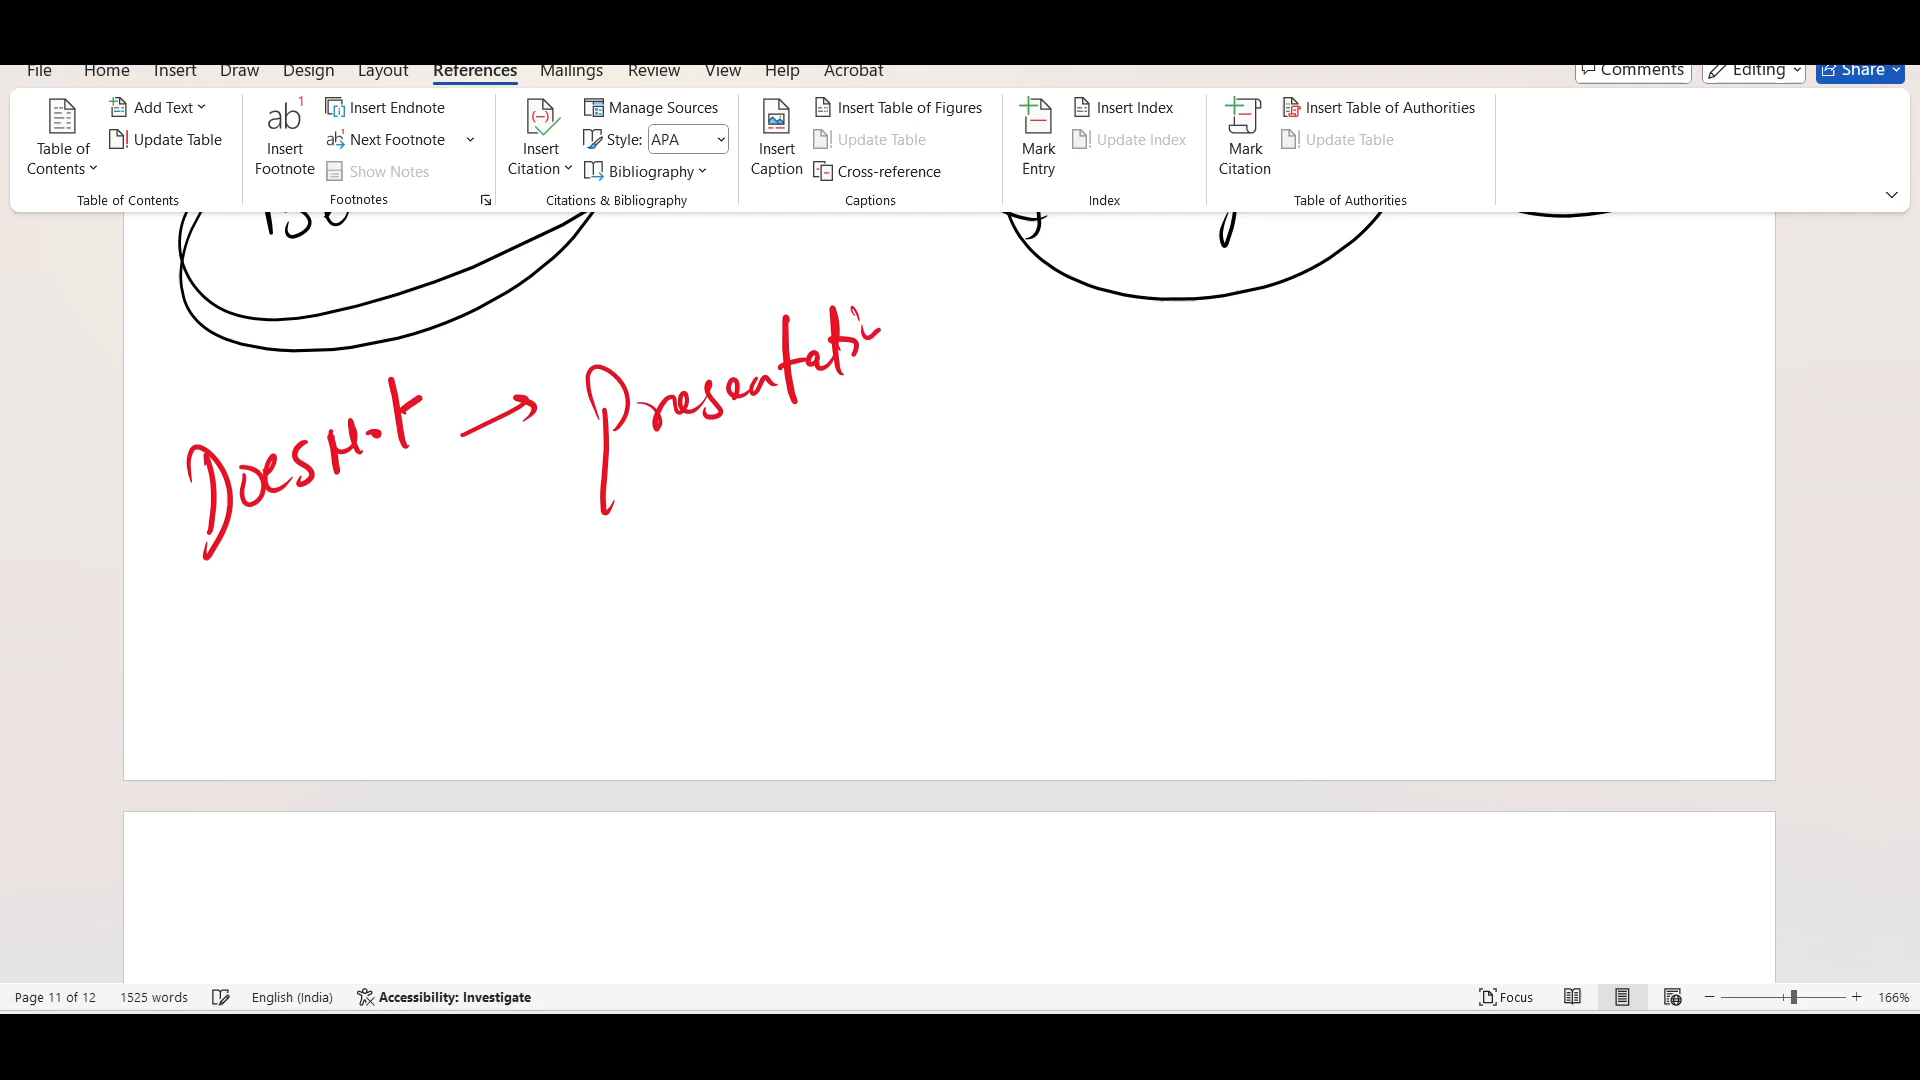 File Home Insert Draw Design Layout References Mailings Review View Help Acrobat Comments Editing Share
Table of Contents
Add Text
Update Table
Table of Contents
ab
Insert Footnote
Insert Endnote
Next Footnote
Show Notes
Footnotes
Insert Citation
Manage Sources
Style: APA
Bibliography
Citations & Bibliography
Insert Caption
Insert Table of Figures
Update Table
Cross-reference
Captions
Mark Entry
Insert Index
Update Index
Index
Mark Citation
Insert Table of Authorities
Update Table
Table of Authorities
Does not → Presentati
Page 11 of 12 1525 words English (India) Accessibility: Investigate Focus 166%